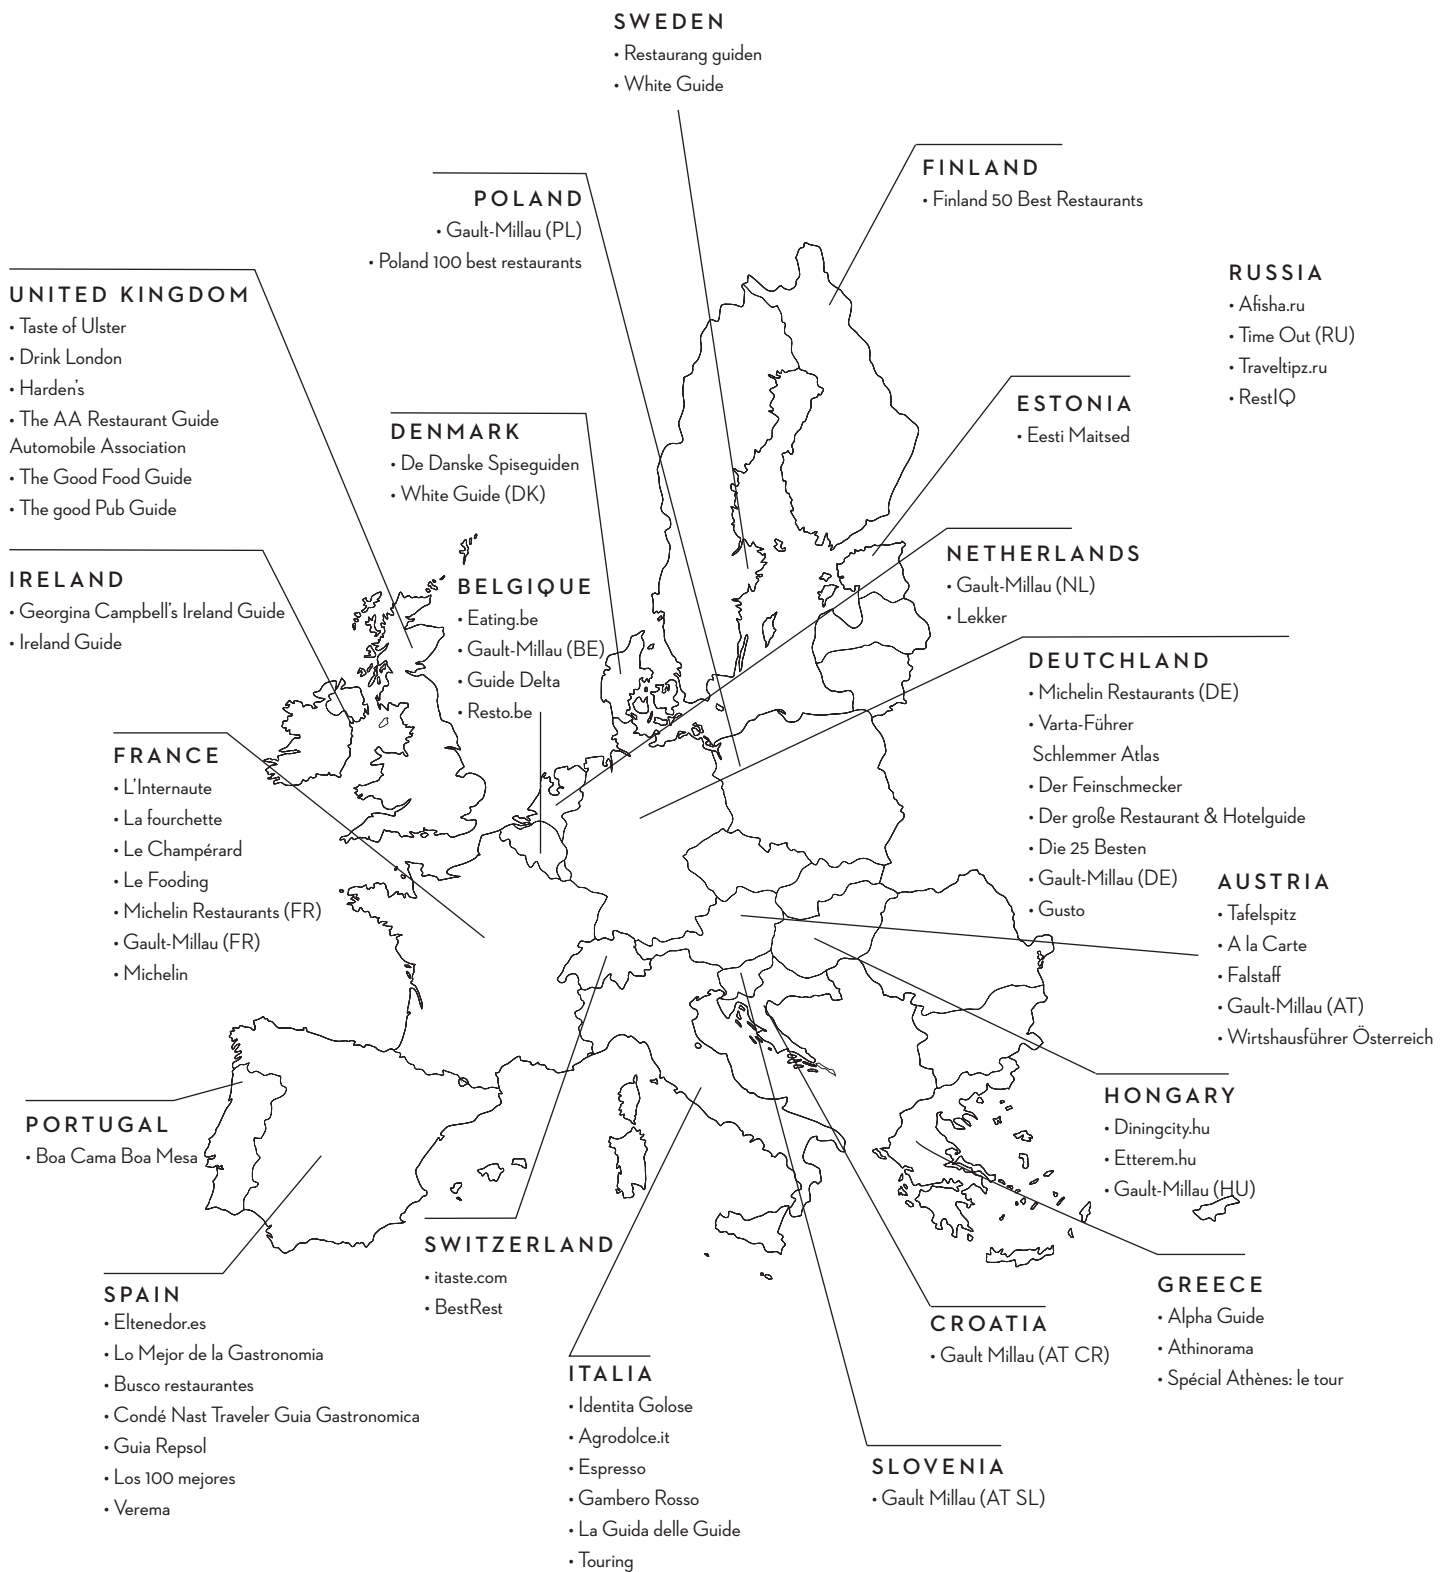 SWEDEN
• Restaurang guiden
• White Guide
FINLAND
• Finland 50 Best Restaurants
POLAND
• Gault-Millau (PL)
• Poland 100 best restaurants
RUSSIA
• Afisha.ru
• Time Out (RU)
• Traveltipz.ru
• RestIQ
UNITED KINGDOM
• Taste of Ulster
• Drink London
• Harden's
• The AA Restaurant Guide
Automobile Association
• The Good Food Guide
• The good Pub Guide
ESTONIA
• Eesti Maitsed
DENMARK
• De Danske Spiseguiden
• White Guide (DK)
NETHERLANDS
• Gault-Millau (NL)
• Lekker
IRELAND
• Georgina Campbell's Ireland Guide
• Ireland Guide
BELGIQUE
• Eating.be
• Gault-Millau (BE)
• Guide Delta
• Resto.be
DEUTCHLAND
• Michelin Restaurants (DE)
• Varta-Führer
Schlemmer Atlas
• Der Feinschmecker
• Der große Restaurant & Hotelguide
• Die 25 Besten
• Gault-Millau (DE)
• Gusto
FRANCE
• L'Internaute
• La fourchette
• Le Champérard
• Le Fooding
• Michelin Restaurants (FR)
• Gault-Millau (FR)
• Michelin
AUSTRIA
• Tafelspitz
• A la Carte
• Falstaff
• Gault-Millau (AT)
• Wirtshausführer Österreich
HONGARY
• Diningcity.hu
• Etterem.hu
• Gault-Millau (HU)
PORTUGAL
• Boa Cama Boa Mesa
SWITZERLAND
• itaste.com
• BestRest
SPAIN
• Eltenedor.es
• Lo Mejor de la Gastronomia
• Busco restaurantes
• Condé Nast Traveler Guia Gastronomica
• Guia Repsol
• Los 100 mejores
• Verema
GREECE
• Alpha Guide
• Athinorama
• Spécial Athènes: le tour
CROATIA
• Gault Millau (AT CR)
ITALIA
• Identita Golose
• Agrodolce.it
• Espresso
• Gambero Rosso
• La Guida delle Guide
• Touring
SLOVENIA
• Gault Millau (AT SL)